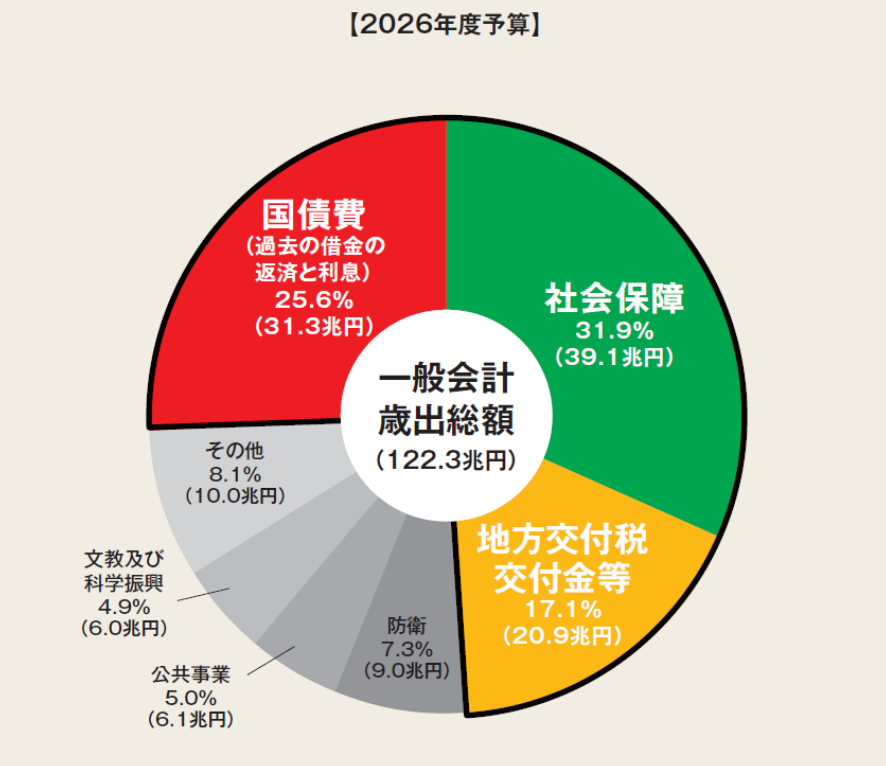 【2026年度予算】
国債費
（過去の借金の
返済と利息）
25.6%
（31.3兆円）
社会保障
31.9%
（39.1兆円）
一般会計
歳出総額
（122.3兆円）
その他
8.1%
（10.0兆円）
地方交付税
交付金等
17.1%
（20.9兆円）
文教及び
科学振興
4.9%
（6.0兆円）
防衛
7.3%
（9.0兆円）
公共事業
5.0%
（6.1兆円）